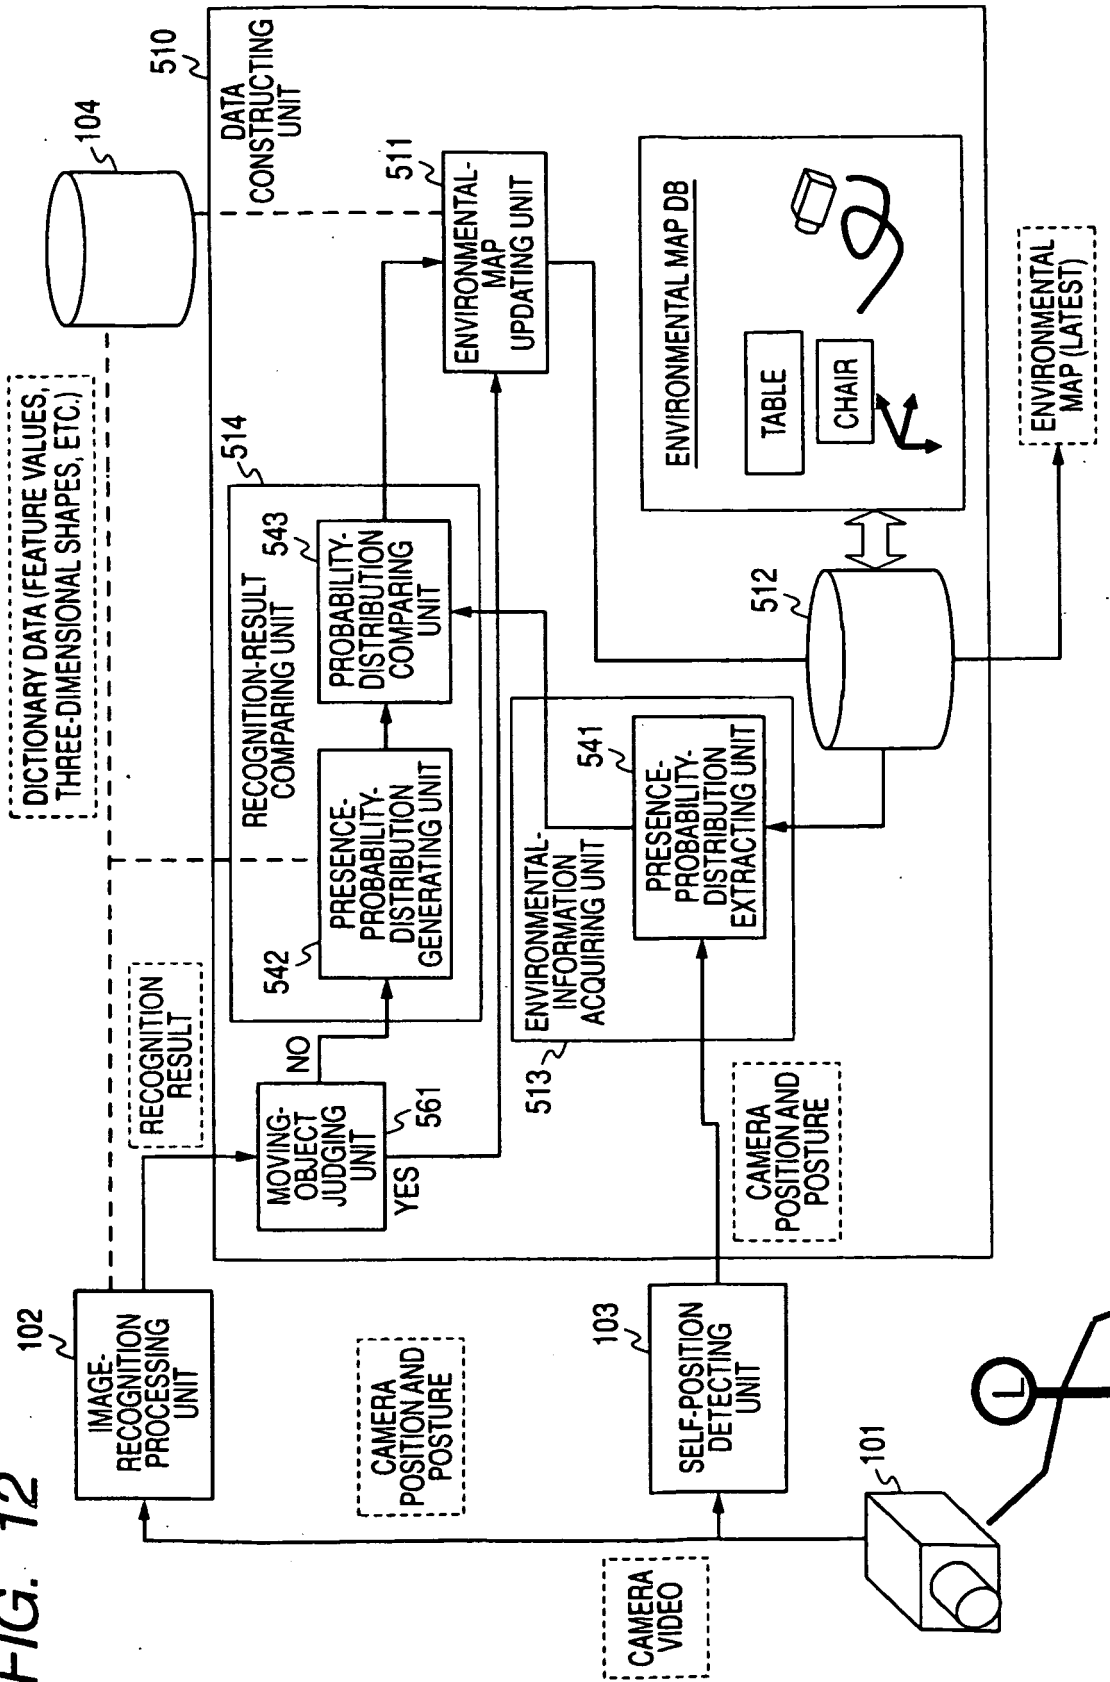 FIG. 12
DICTIONARY DATA (FEATURE VALUES,
THREE-DIMENSIONAL SHAPES, ETC.)
104
510
DATA
CONSTRUCTING
UNIT
102
IMAGE-
RECOGNITION
PROCESSING
UNIT
RECOGNITION
RESULT
MOVING-
OBJECT
JUDGING
UNIT
561
NO
YES
514
RECOGNITION-RESULT
COMPARING UNIT
542
PRESENCE-
PROBABILITY-
DISTRIBUTION
GENERATING UNIT
543
PROBABILITY-
DISTRIBUTION
COMPARING
UNIT
511
ENVIRONMENTAL-
MAP
UPDATING UNIT
CAMERA
POSITION AND
POSTURE
513
ENVIRONMENTAL-
INFORMATION
ACQUIRING UNIT
541
PRESENCE-
PROBABILITY-
DISTRIBUTION
EXTRACTING UNIT
512
ENVIRONMENTAL MAP DB
TABLE
CHAIR
103
SELF-POSITION
DETECTING
UNIT
CAMERA
POSITION AND
POSTURE
CAMERA
VIDEO
101
L
ENVIRONMENTAL
MAP (LATEST)